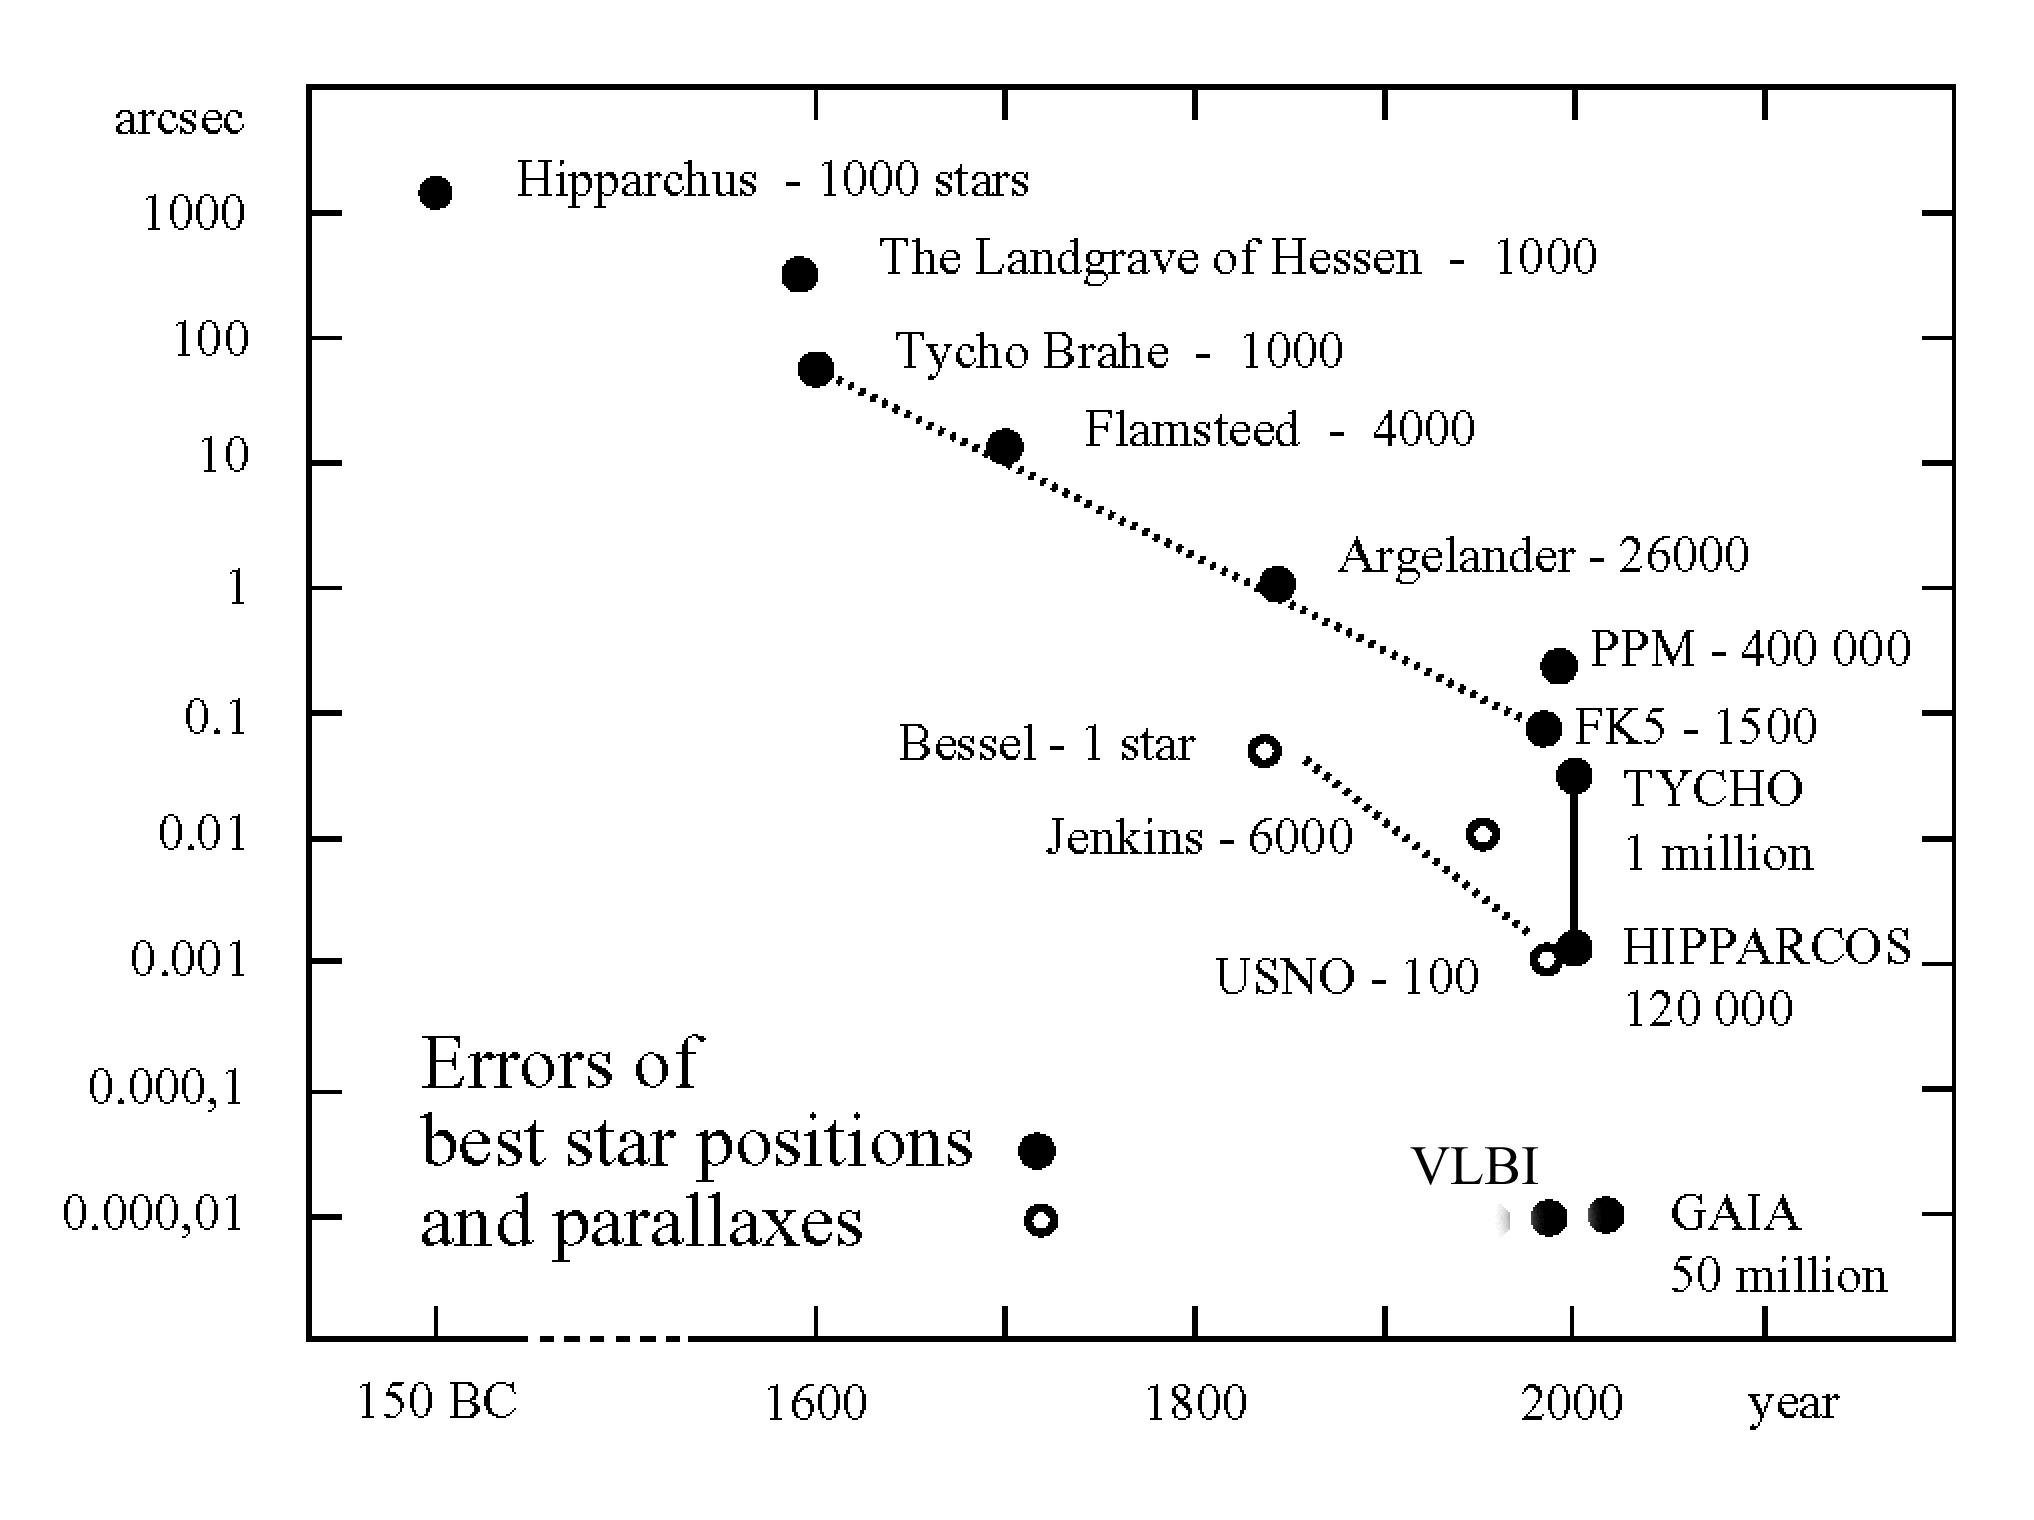 arcsec
Hipparchus - 1000 stars
1000
The Landgrave of Hessen - 1000
100
Tycho Brahe - 1000
Flamsteed - 4000
10
Argelander - 26000
1
PPM - 400 000
0.1
FK5 - 1500
Bessel - 1 star
TYCHO
1 million
0.01
Jenkins - 6000
0.001
HIPPARCOS
120 000
USNO - 100
Errors of
best star positions
and parallaxes
0.000,1
VLBI
0.000,01
GAIA
50 million
150 BC 1600 1800 2000 year